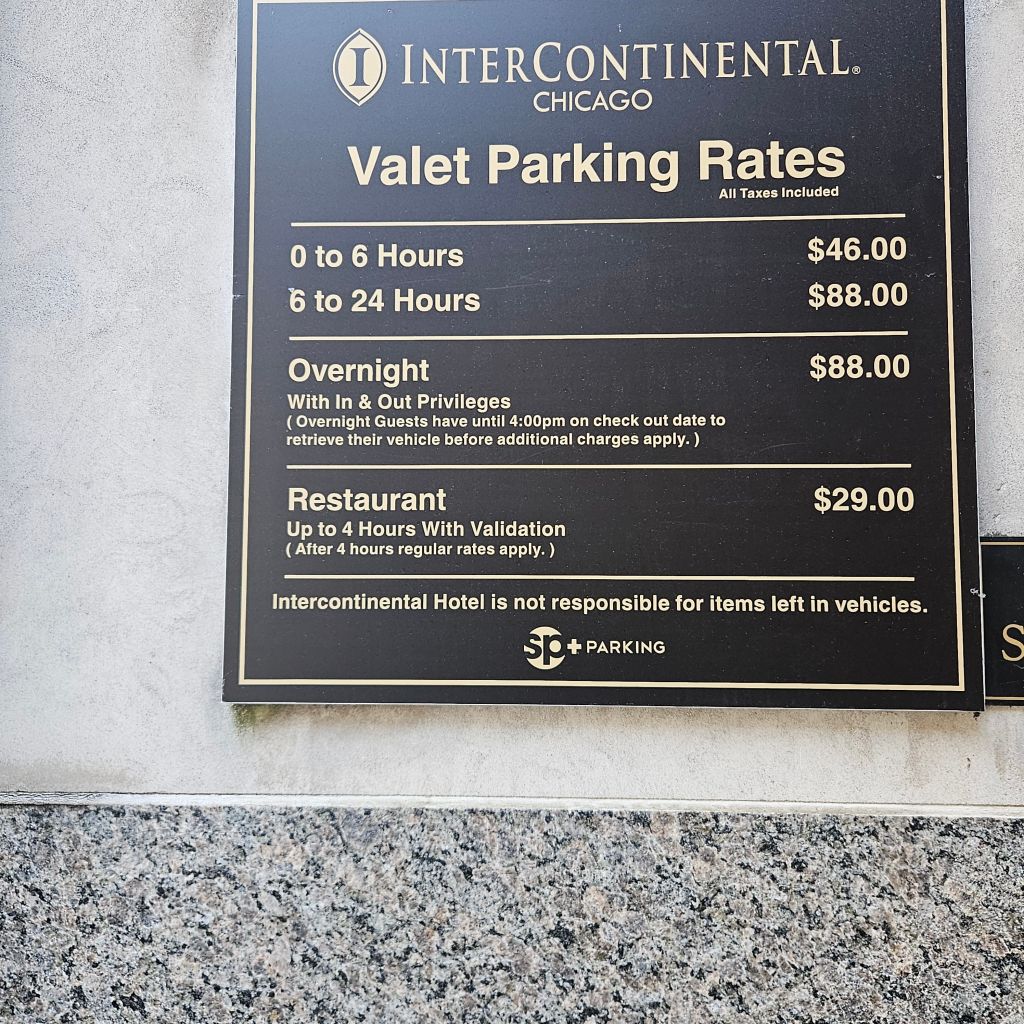 I INTERCONTINENTAL®
CHICAGO
Valet Parking Rates
All Taxes Included
0 to 6 Hours $46.00
6 to 24 Hours $88.00
Overnight $88.00
With In & Out Privileges
( Overnight Guests have until 4:00pm on check out date to
retrieve their vehicle before additional charges apply. )
Restaurant $29.00
Up to 4 Hours With Validation
( After 4 hours regular rates apply. )
Intercontinental Hotel is not responsible for items left in vehicles.
sp+ PARKING
S